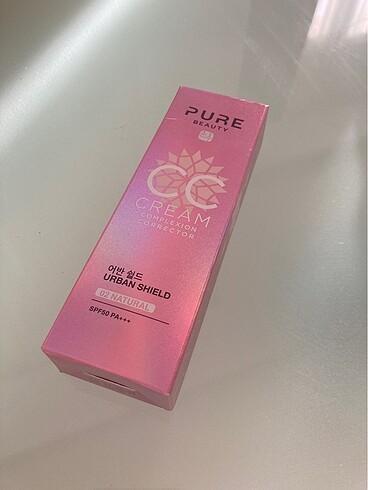 PURE
BEAUTY
CC
CREAM
COMPLEXION
CORRECTOR
어반 쉴드
URBAN SHIELD
02 NATURAL
SPF50 PA+++